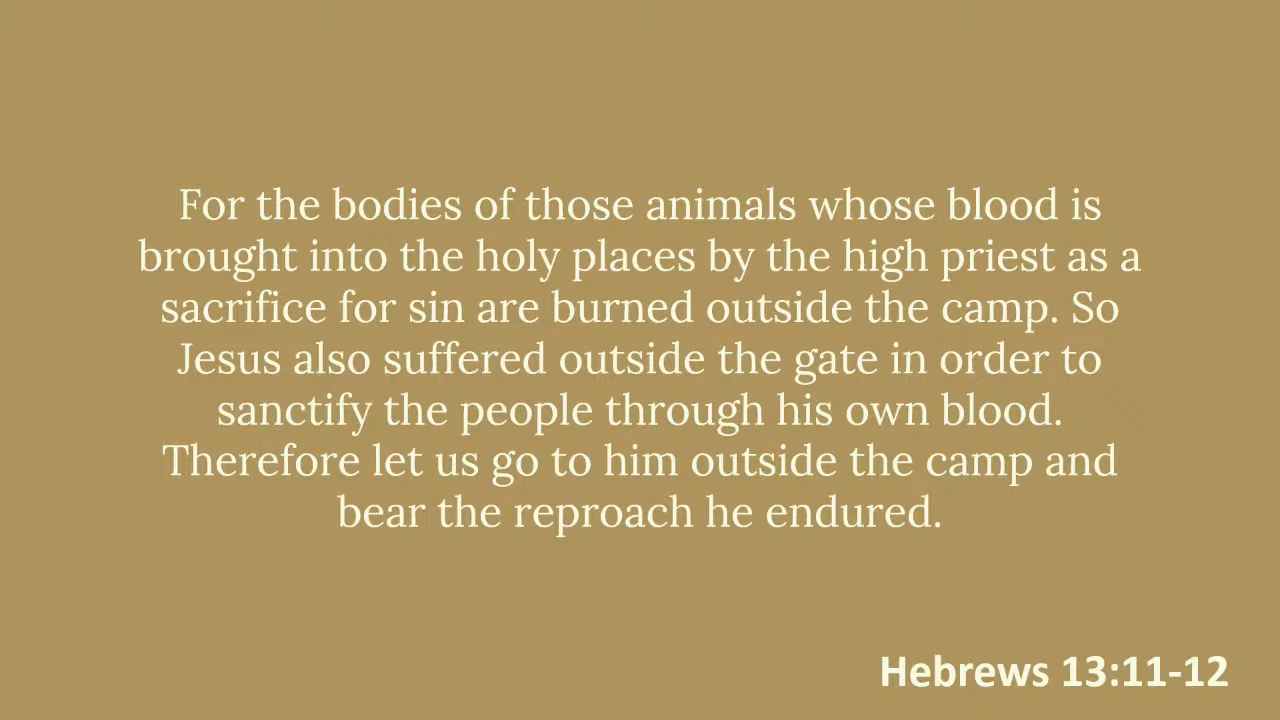 For the bodies of those animals whose blood is
brought into the holy places by the high priest as a
sacrifice for sin are burned outside the camp. So
Jesus also suffered outside the gate in order to
sanctify the people through his own blood.
Therefore let us go to him outside the camp and
bear the reproach he endured.
Hebrews 13:11-12